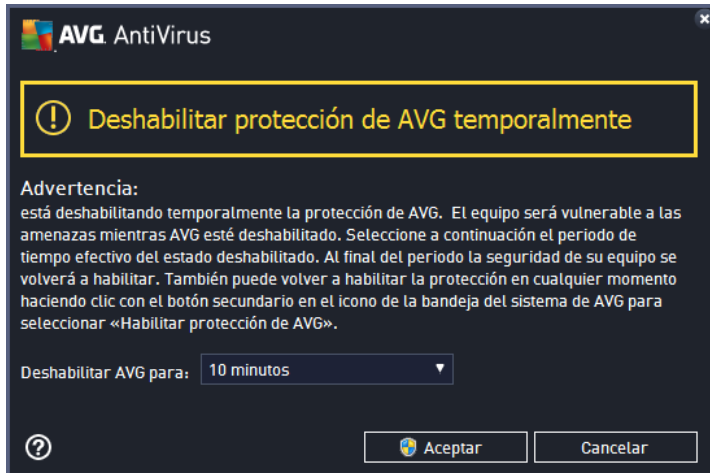 AVG AntiVirus
Deshabilitar protección de AVG temporalmente
Advertencia:
está deshabilitando temporalmente la protección de AVG. El equipo será vulnerable a las
amenazas mientras AVG esté deshabilitado. Seleccione a continuación el periodo de
tiempo efectivo del estado deshabilitado. Al final del periodo la seguridad de su equipo se
volverá a habilitar. También puede volver a habilitar la protección en cualquier momento
haciendo clic con el botón secundario en el icono de la bandeja del sistema de AVG para
seleccionar «Habilitar protección de AVG».
Deshabilitar AVG para: 10 minutos
Aceptar Cancelar